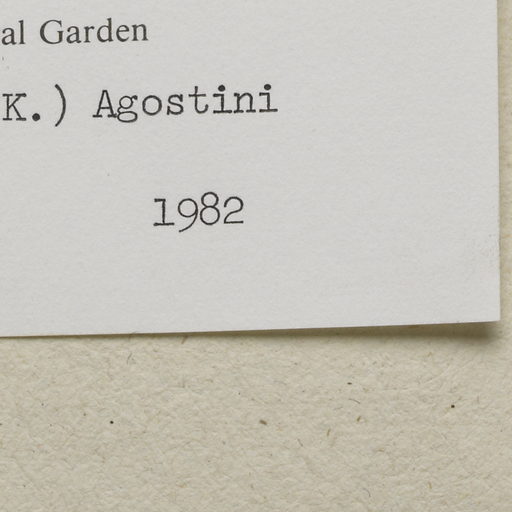 al Garden
K.) Agostini
1982